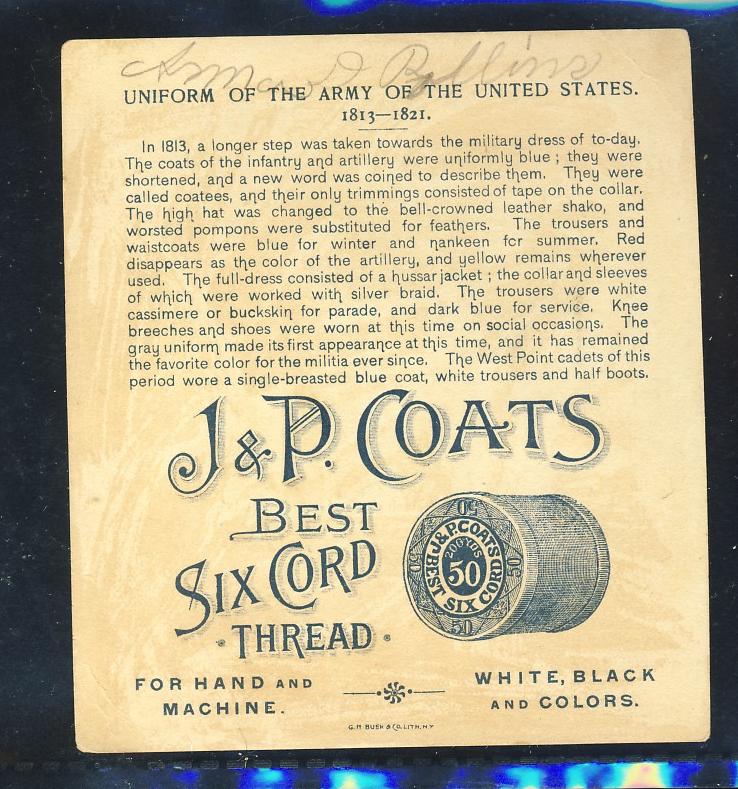 Rollins
UNIFORM OF THE ARMY OF THE UNITED STATES.
1813—1821.
In 1813, a longer step was taken towards the military dress of to-day.
The coats of the infantry and artillery were uniformly blue ; they were
shortened, and a new word was coined to describe them. They were
called coatees, and their only trimmings consisted of tape on the collar.
The high hat was changed to the bell-crowned leather shako, and
worsted pompons were substituted for feathers. The trousers and
waistcoats were blue for winter and nankeen for summer. Red
disappears as the color of the artillery, and yellow remains wherever
used. The full-dress consisted of a hussar jacket ; the collar and sleeves
of which were worked with silver braid. The trousers were white
cassimere or buckskin for parade, and dark blue for service. Knee
breeches and shoes were worn at this time on social occasions. The
gray uniform made its first appearance at this time, and it has remained
the favorite color for the militia ever since. The West Point cadets of this
period wore a single-breasted blue coat, white trousers and half boots.
J & P. COATS
BEST
SIX CORD
THREAD
50
50
50
50
J.& P. COATS
200 YDS
50
BEST SIX CORD
FOR HAND AND
MACHINE.
WHITE, BLACK
AND COLORS.
G. H BUEK & CO. LITH, N.Y